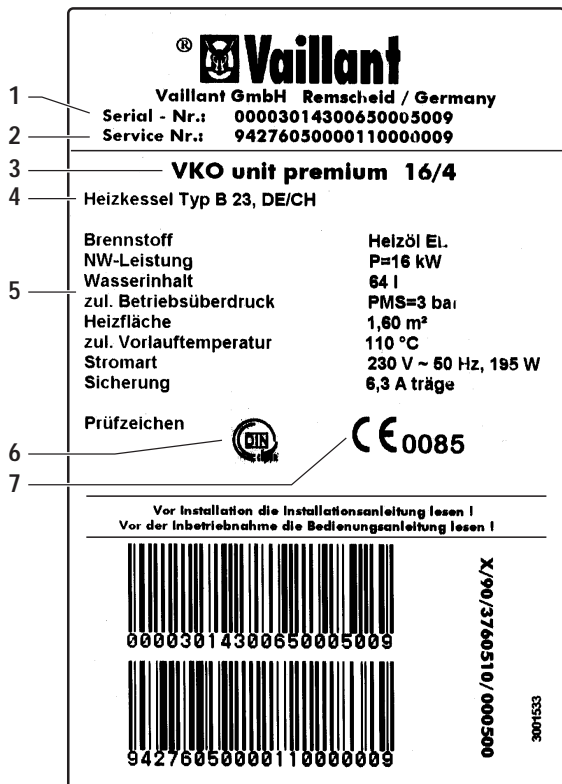 ® Vaillant
Vaillant GmbH Remscheid / Germany
1 Serial - Nr.: 00003014300650005009
2 Service Nr.: 94276050000110000009
3 VKO unit premium 16/4
4 Heizkessel Typ B 23, DE/CH
Brennstoff Heizöl EL
NW-Leistung P=16 kW
Wasserinhalt 64 l
5 zul. Betriebsüberdruck PMS=3 bar
Heizfläche 1,60 m²
zul. Vorlauftemperatur 110 °C
Stromart 230 V ~ 50 Hz, 195 W
Sicherung 6,3 A träge
Prüfzeichen
6 DIN
7 CE 0085
Vor Installation die Installationsanleitung lesen !
Vor der Inbetriebnahme die Bedienungsanleitung lesen !
00003014300650005009
94276050000110000009
X/90/3760510/000500
3001533